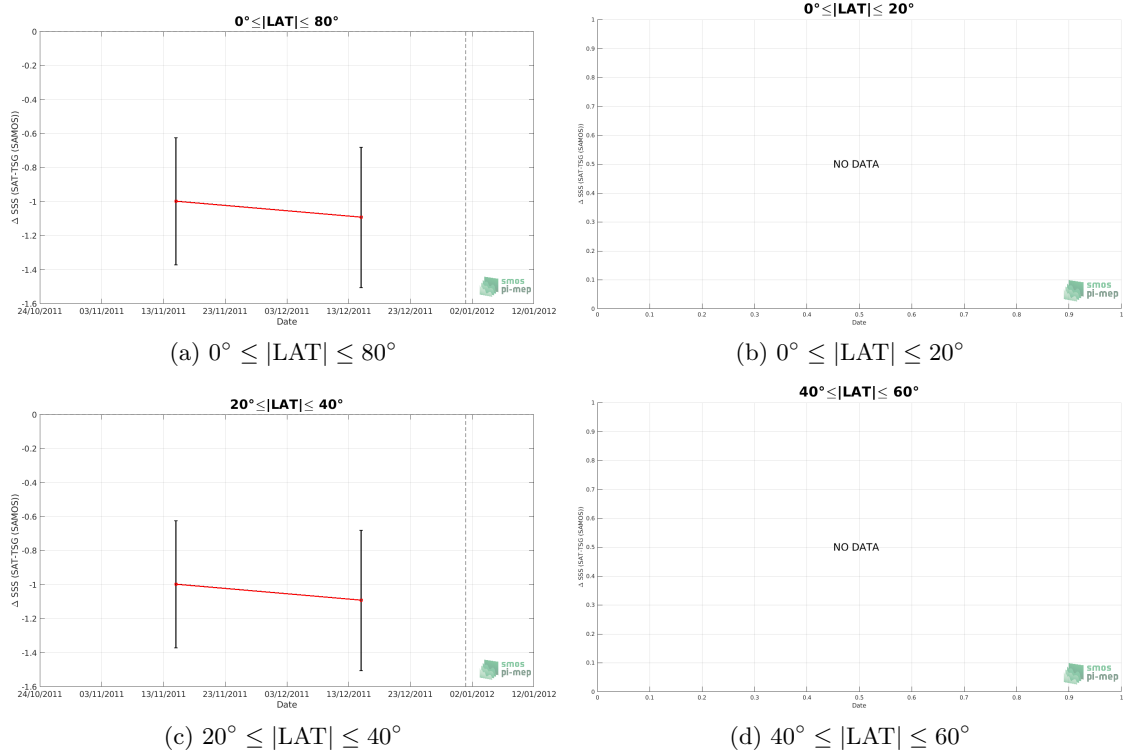 0°≤|LAT|≤ 80°
0
-0.2
-0.4
-0.6
-0.8
-1
-1.2
-1.4
-1.6
Δ SSS (SAT-TSG (SAMOS))
24/10/2011 03/11/2011 13/11/2011 23/11/2011 03/12/2011 13/12/2011 23/12/2011 02/01/2012 12/01/2012
Date
smos
pi-mep
(a) 0° ≤ |LAT| ≤ 80°
0°≤|LAT|≤ 20°
1
0.9
0.8
0.7
0.6
0.5
0.4
0.3
0.2
0.1
0
Δ SSS (SAT-TSG (SAMOS))
NO DATA
0 0.1 0.2 0.3 0.4 0.5 0.6 0.7 0.8 0.9 1
Date
smos
pi-mep
(b) 0° ≤ |LAT| ≤ 20°
20°≤|LAT|≤ 40°
0
-0.2
-0.4
-0.6
-0.8
-1
-1.2
-1.4
-1.6
Δ SSS (SAT-TSG (SAMOS))
24/10/2011 03/11/2011 13/11/2011 23/11/2011 03/12/2011 13/12/2011 23/12/2011 02/01/2012 12/01/2012
Date
smos
pi-mep
(c) 20° ≤ |LAT| ≤ 40°
40°≤|LAT|≤ 60°
1
0.9
0.8
0.7
0.6
0.5
0.4
0.3
0.2
0.1
0
Δ SSS (SAT-TSG (SAMOS))
NO DATA
0 0.1 0.2 0.3 0.4 0.5 0.6 0.7 0.8 0.9 1
Date
smos
pi-mep
(d) 40° ≤ |LAT| ≤ 60°